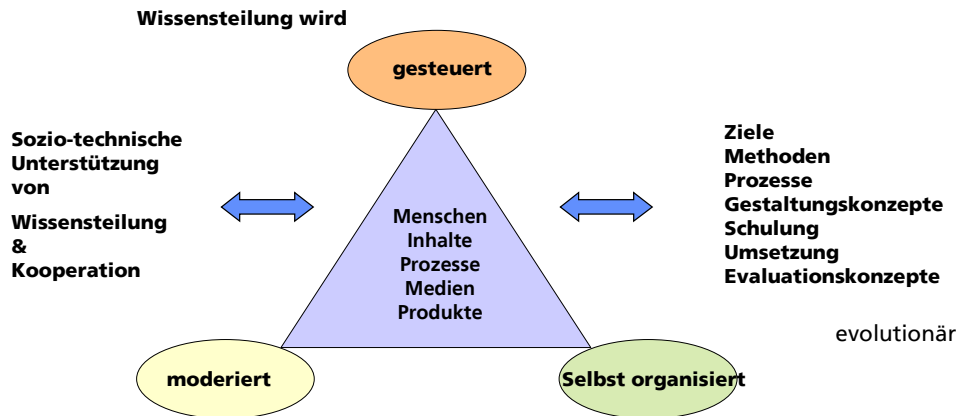 Wissensteilung wird
gesteuert
Sozio-technische
Unterstützung
von
Wissensteilung
&
Kooperation
Menschen
Inhalte
Prozesse
Medien
Produkte
Ziele
Methoden
Prozesse
Gestaltungskonzepte
Schulung
Umsetzung
Evaluationskonzepte
evolutionär
moderiert
Selbst organisiert